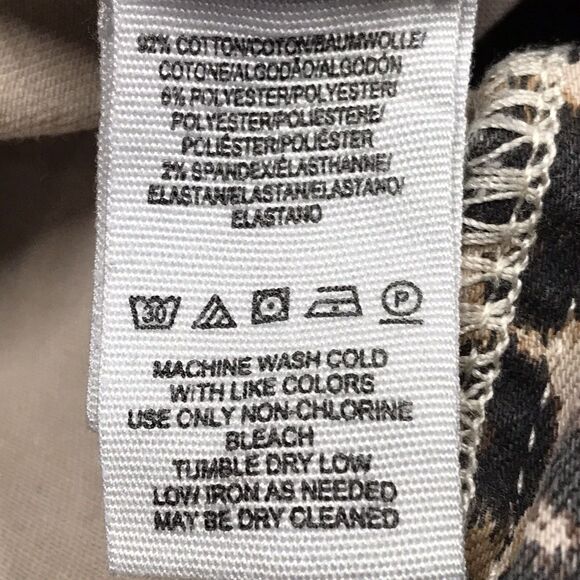 92% COTTON/COTON/BAUMWOLLE/
COTONE/ALGODÃO/ALGODÓN
6% POLYESTER/POLYESTER/
POLYESTER/POLIESTERE/
POLIÉSTER/POLIÉSTER
2% SPANDEX/ÉLASTHANNE/
ELASTAN/ELASTAN/ELASTANO/
ELASTANO
30 P
MACHINE WASH COLD
WITH LIKE COLORS
USE ONLY NON-CHLORINE
BLEACH
TUMBLE DRY LOW
LOW IRON AS NEEDED
MAY BE DRY CLEANED